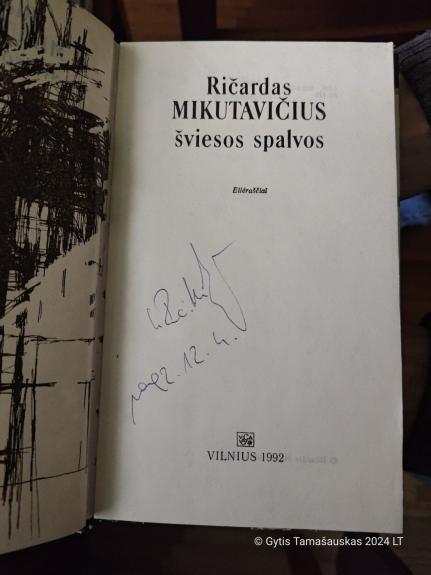 Ričardas
MIKUTAVIČIUS
šviesos spalvos
Eilėraščiai
1992.12.4.
VILNIUS 1992
© Gytis Tamašauskas 2024 LT